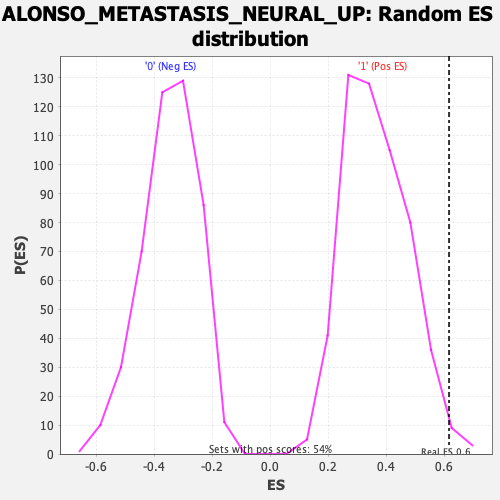 ALONSO_METASTASIS_NEURAL_UP: Random ES
distribution
'0' (Neg ES)
'1' (Pos ES)
130
120
110
100
90
80
70
60
50
40
30
20
10
0
P(ES)
Sets with pos scores: 54%
Real ES 0.6
-0.6
-0.4
-0.2
0.0
0.2
0.4
0.6
ES